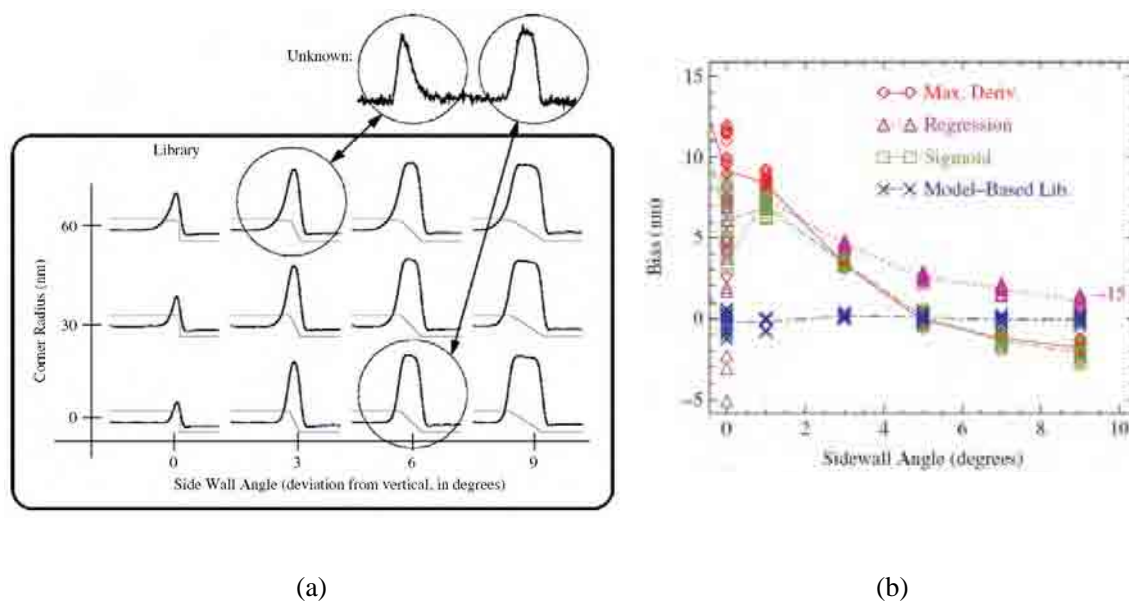 Unknown:
Library
Corner Radius (nm)
60
30
0
0 3 6 9
Side Wall Angle (deviation from vertical, in degrees)
(a)
15
10
5
0
−5
Bias (nm)
Max. Deriv.
Regression
Sigmoid
Model−Based Lib.
−15
0 2 4 6 8 10
Sidewall Angle (degrees)
(b)